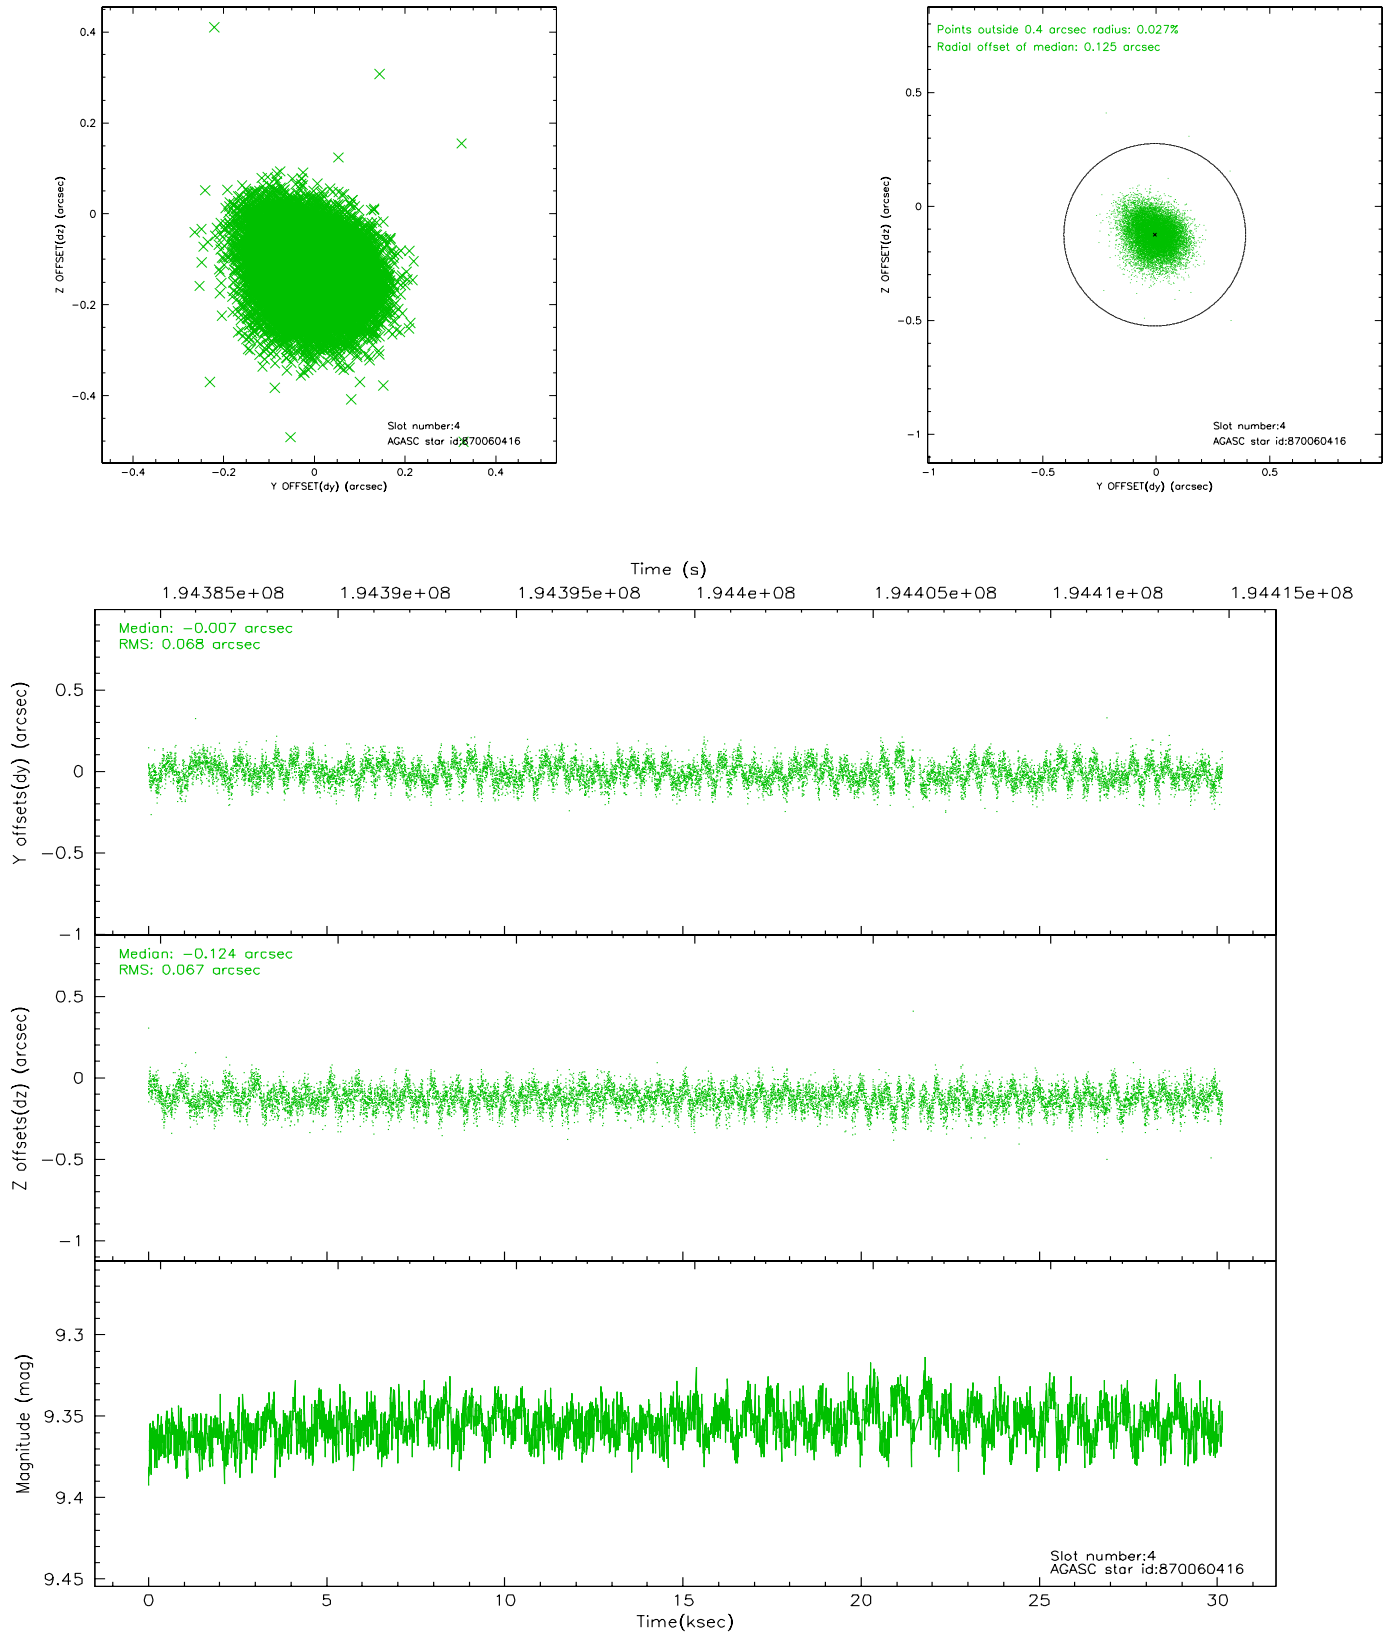 0.4
0.2
0
−0.2
−0.4
Z OFFSET(dz) (arcsec)
Slot number:4
AGASC star id:870060416
−0.4 −0.2 0 0.2 0.4
Y OFFSET(dy) (arcsec)
Points outside 0.4 arcsec radius: 0.027%
Radial offset of median: 0.125 arcsec
0.5
0
−0.5
−1
Z OFFSET(dz) (arcsec)
Slot number:4
AGASC star id:870060416
−1 −0.5 0 0.5
Y OFFSET(dy) (arcsec)
Time (s)
1.94385e+08 1.9439e+08 1.94395e+08 1.944e+08 1.94405e+08 1.9441e+08 1.94415e+08
Median: −0.007 arcsec
RMS: 0.068 arcsec
0.5
0
−0.5
−1
Y offsets(dy) (arcsec)
Median: −0.124 arcsec
RMS: 0.067 arcsec
0.5
0
−0.5
−1
Z offsets(dz) (arcsec)
9.3
9.35
9.4
9.45
Magnitude (mag)
Slot number:4
AGASC star id:870060416
0 5 10 15 20 25 30
Time(ksec)